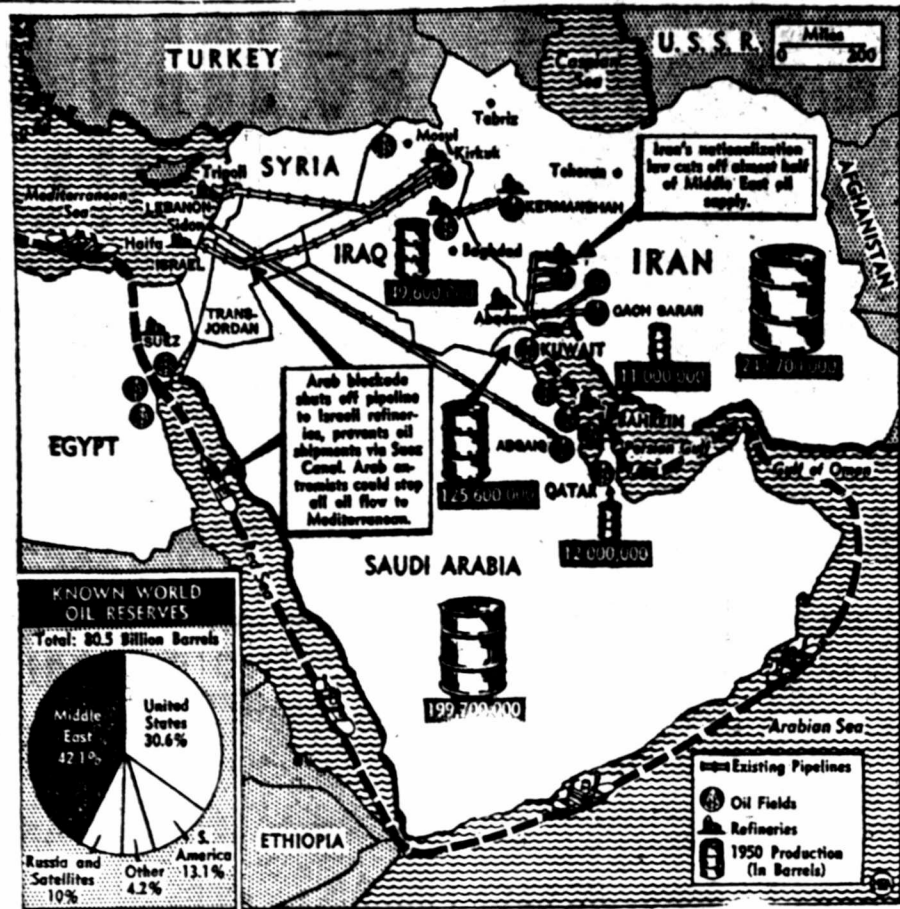 TURKEY
U. S. S. R.
Miles
0 200
Caspian
Sea
Tabriz
Mosul
Kirkuk
SYRIA
Tripoli
Mediterranean
Sea
LEBANON
Sidon
Haifa
ISRAEL
Teheran
Iran's nationalization
law cuts off almost half
of Middle East oil
supply.
AFGHANISTAN
KERMANSHAH
IRAQ
Baghdad
IRAN
49,600,000
TRANS-
JORDAN
Abadan
GACH SARAN
SUEZ
KUWAIT
11,000,000
Arab blockade
shuts off pipeline
to Israeli refiner-
ies, prevents oil
shipments via Suez
Canal. Arab ex-
tremists could stop
all oil flow to
Mediterranean.
EGYPT
BAHREIN
Persian Gulf
ABQAIQ
Gulf of Oman
125,600,000
QATAR
12,000,000
SAUDI ARABIA
199,700,000
KNOWN WORLD
OIL RESERVES
Total: 80.5 Billion Barrels
Middle
East
42.1%
United
States
30.6%
S.
America
13.1%
Other
4.2%
Russia and
Satellites
10%
ETHIOPIA
Arabian Sea
Existing Pipelines
Oil Fields
Refineries
1950 Production
(In Barrels)